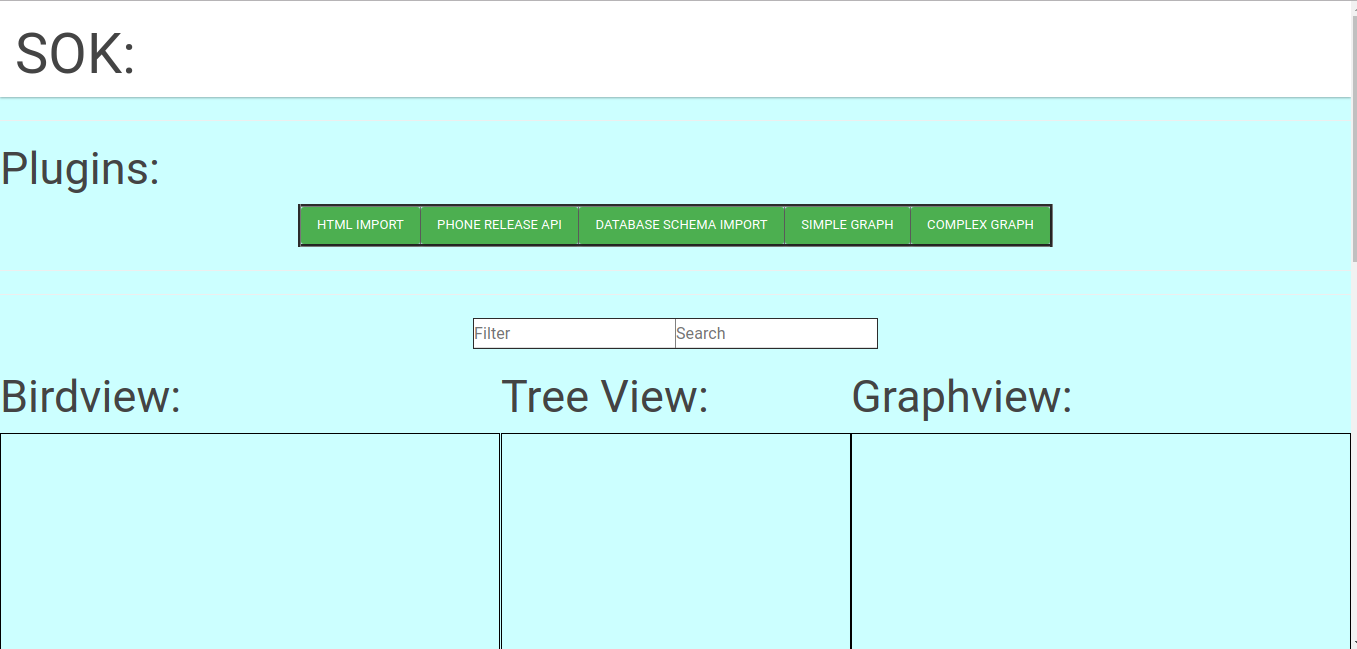 SOK:
Plugins:
HTML IMPORT PHONE RELEASE API DATABASE SCHEMA IMPORT SIMPLE GRAPH COMPLEX GRAPH
Filter Search
Birdview: Tree View: Graphview: